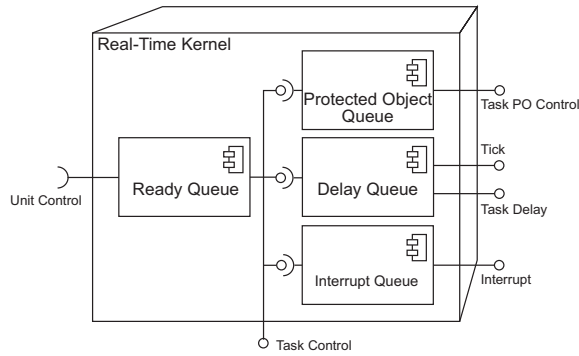 Real-Time Kernel
Protected Object
Queue
Task PO Control
Tick
Ready Queue
Delay Queue
Unit Control
Task Delay
Interrupt Queue
Interrupt
Task Control